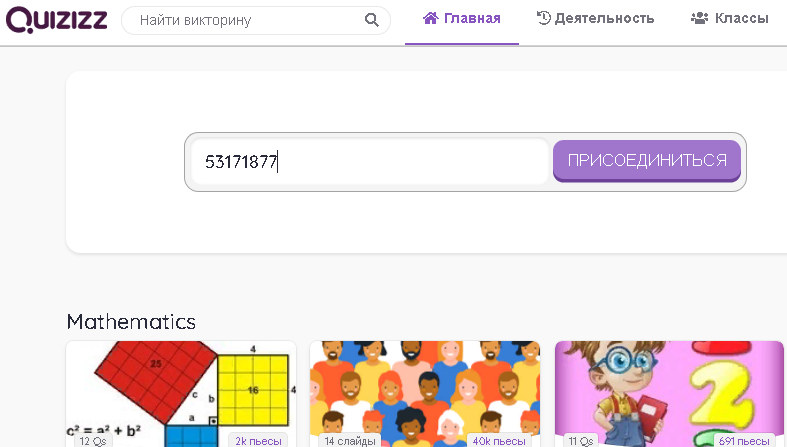 QUIZIZZ Найти викторину Главная Деятельность Классы
53171877 ПРИСОЕДИНИТЬСЯ
Mathematics
25
4
16
4
c
b
a
c² = a² + b²
12 Qs 2k пьесы
14 слайды 40k пьесы
2
11 Qs 691 пьесы